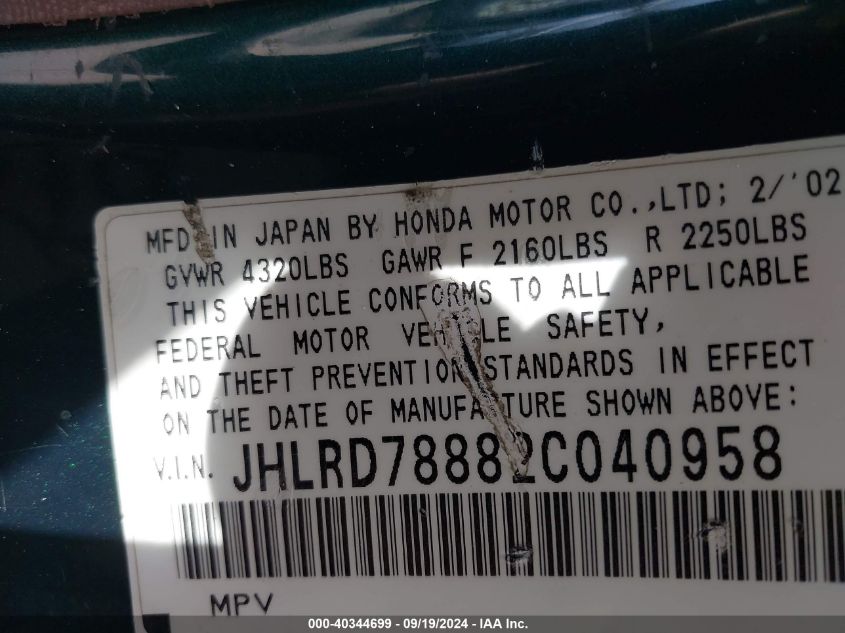 MFD IN JAPAN BY HONDA MOTOR CO.,LTD; 2/'02
GVWR 4320LBS GAWR F 2160LBS R 2250LBS
THIS VEHICLE CONFORMS TO ALL APPLICABLE
FEDERAL MOTOR VEHICLE SAFETY,
AND THEFT PREVENTION STANDARDS IN EFFECT
ON THE DATE OF MANUFACTURE SHOWN ABOVE:
V.I.N. JHLRD78882C040958
MPV
000-40344699 - 09/19/2024 - IAA Inc.